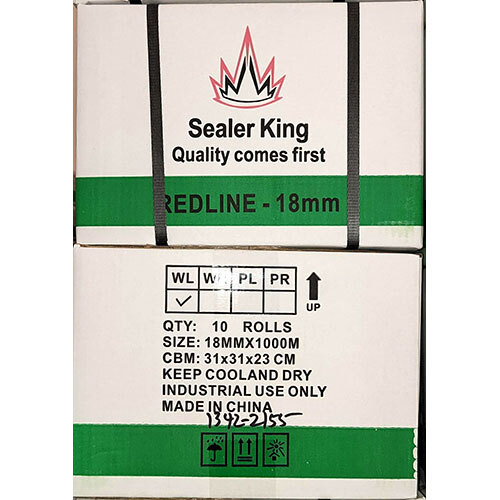 Sealer King
Quality comes first
REDLINE - 18mm
WL W PL PR
UP
QTY: 10 ROLLS
SIZE: 18MMX1000M
CBM: 31x31x23 CM
KEEP COOLAND DRY
INDUSTRIAL USE ONLY
MADE IN CHINA
1342-2155